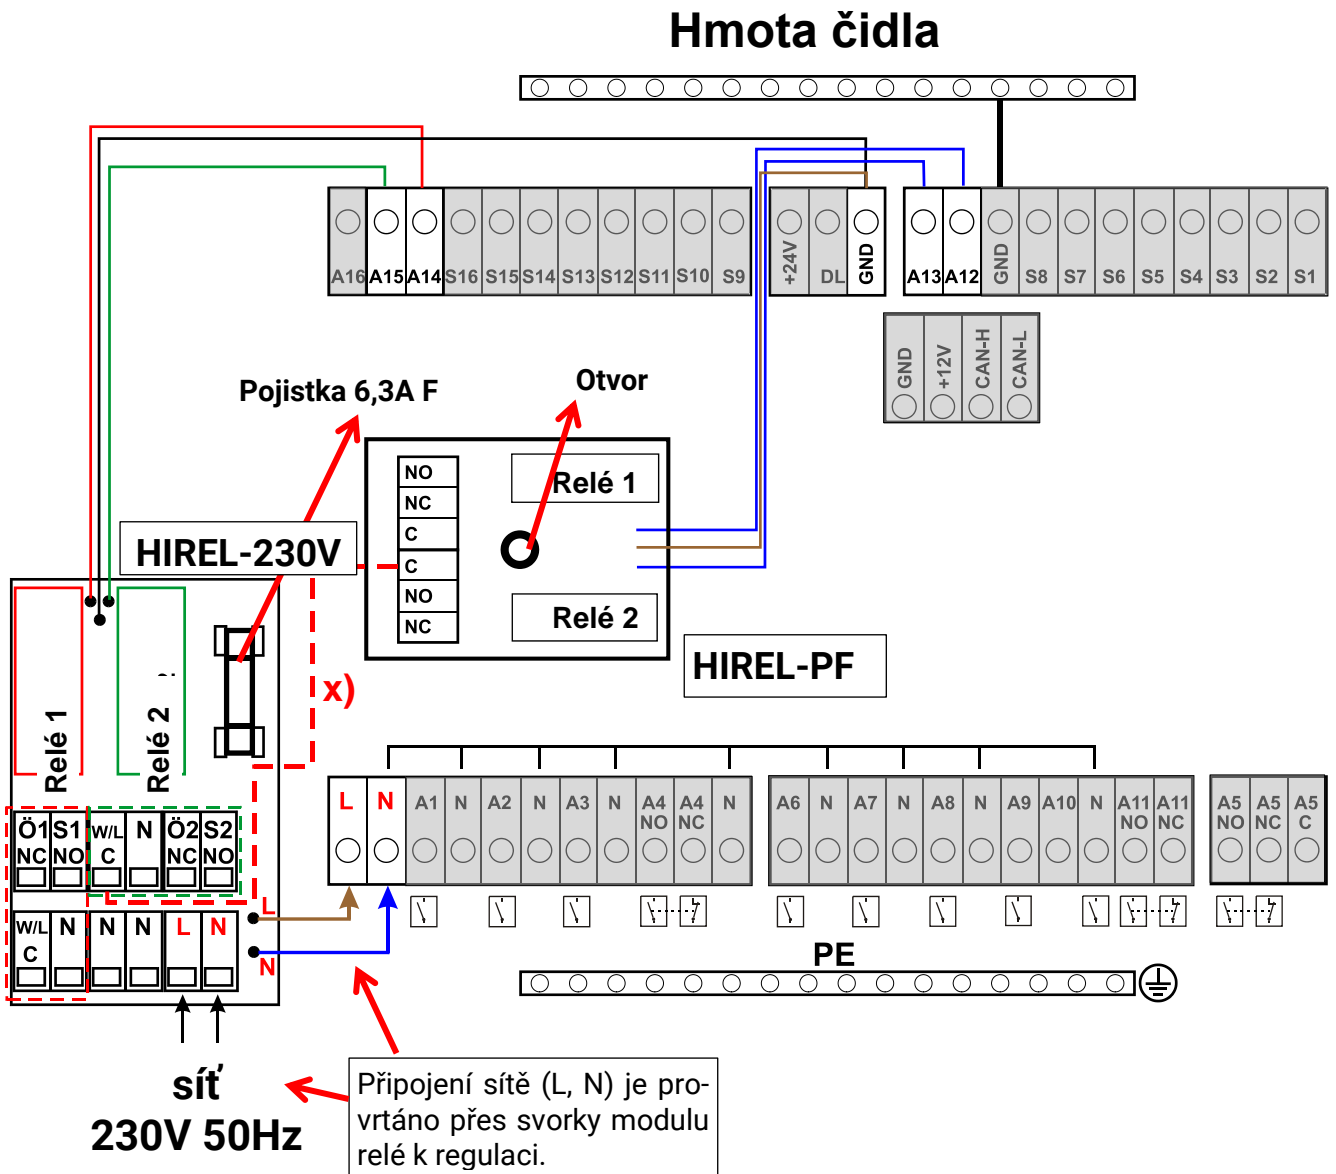 Hmota čidla
A16 A15 A14 S16 S15 S14 S13 S12 S11 S10 S9 +24V DL GND A13 A12 GND S8 S7 S6 S5 S4 S3 S2 S1
GND +12V CAN-H CAN-L
Pojistka 6,3A F
Otvor
NO
NC
C
C
NO
NC
Relé 1
Relé 2
HIREL-230V
HIREL-PF
x)
Relé 1
Relé 2
L N A1 N A2 N A3 N A4 A4 N A6 N A7 N A8 N A9 A10 N A11 A11 A5 A5 A5
NO NC NO NC NO NC C
Ö1 S1 W/L N Ö2 S2
NC NO C NC NO
L
W/L N N N L N
C
N
PE
síť
230V 50Hz
Připojení sítě (L, N) je pro-
vrtáno přes svorky modulu
relé k regulaci.